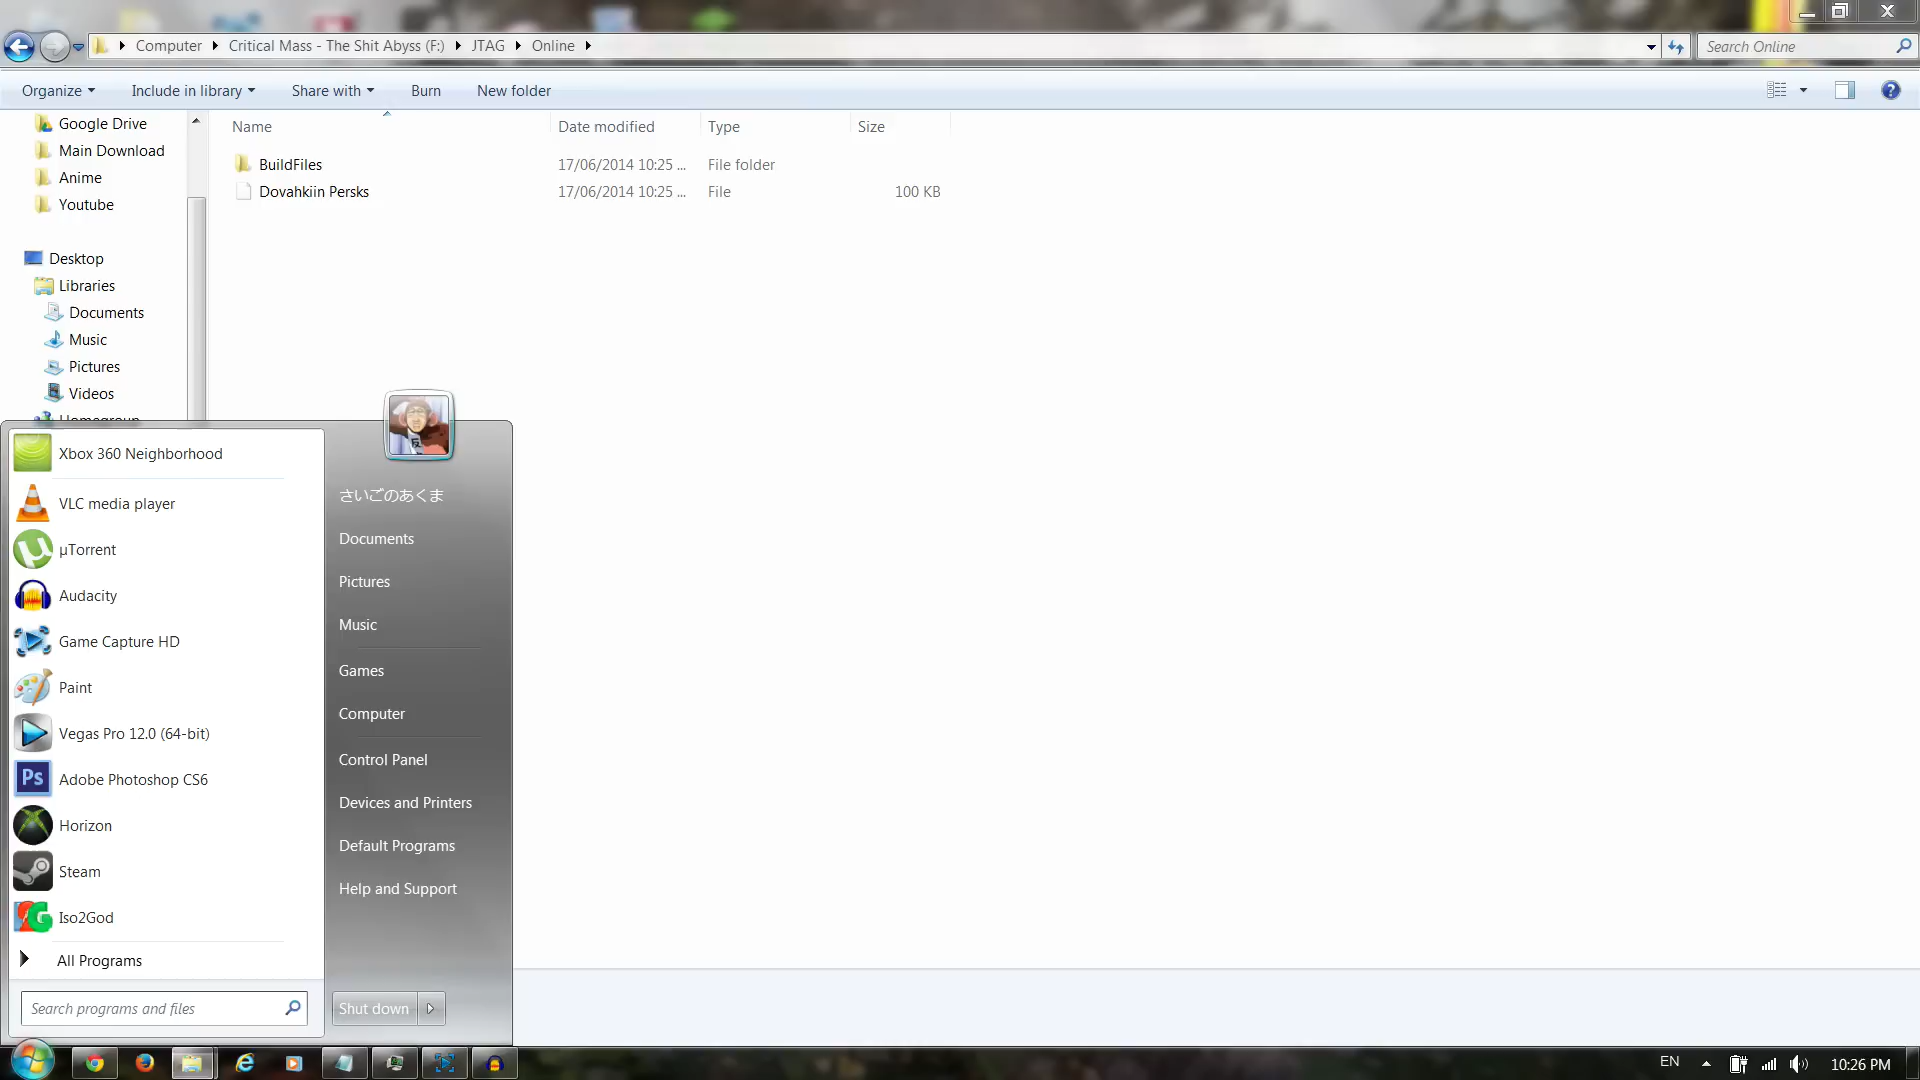 Computer Critical Mass - The Shit Abyss (F:) JTAG Online
Search Online
Organize Include in library Share with Burn New folder
Name Date modified Type Size
BuildFiles 17/06/2014 10:25 ... File folder
Dovahkiin Persks 17/06/2014 10:25 ... File 100 KB
Google Drive
Main Download
Anime
Youtube
Desktop
Libraries
Documents
Music
Pictures
Videos
Homegroup
Xbox 360 Neighborhood
VLC media player
µTorrent
Audacity
Game Capture HD
Paint
Vegas Pro 12.0 (64-bit)
Ps Adobe Photoshop CS6
Horizon
Steam
Iso2God
All Programs
Search programs and files
さいごのあくま
Documents
Pictures
Music
Games
Computer
Control Panel
Devices and Printers
Default Programs
Help and Support
Shut down
EN 10:26 PM